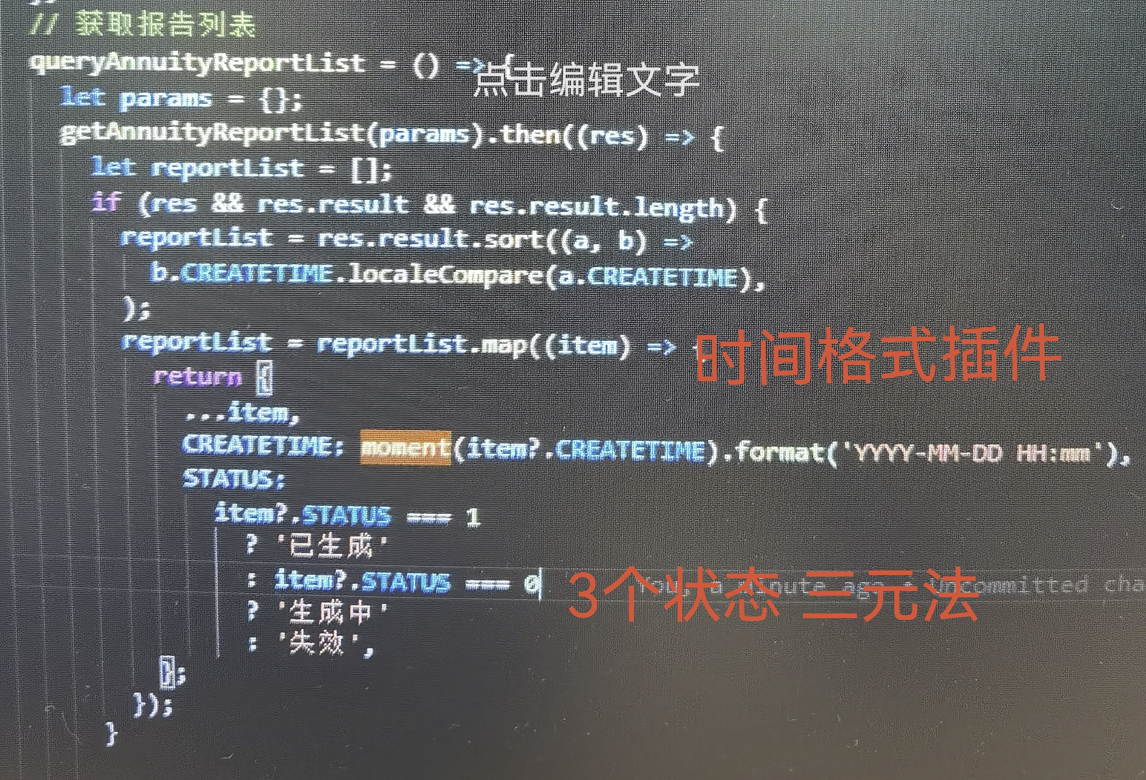 // 获取报告列表
queryAnnuityReportList = () => {
点击编辑文字
let params = {};
getAnnuityReportList(params).then((res) => {
let reportList = [];
if (res && res.result && res.result.length) {
reportList = res.result.sort((a, b) =>
b.CREATETIME.localeCompare(a.CREATETIME),
);
reportList = reportList.map((item) => {
时间格式插件
return {
...item,
CREATETIME: moment(item?.CREATETIME).format('YYYY-MM-DD HH:mm'),
STATUS:
item?.STATUS === 1
? '已生成'
: item?.STATUS === 0
You, a minute ago • Uncommitted cha
3个状态 三元法
? '生成中'
: '失效',
};
});
}